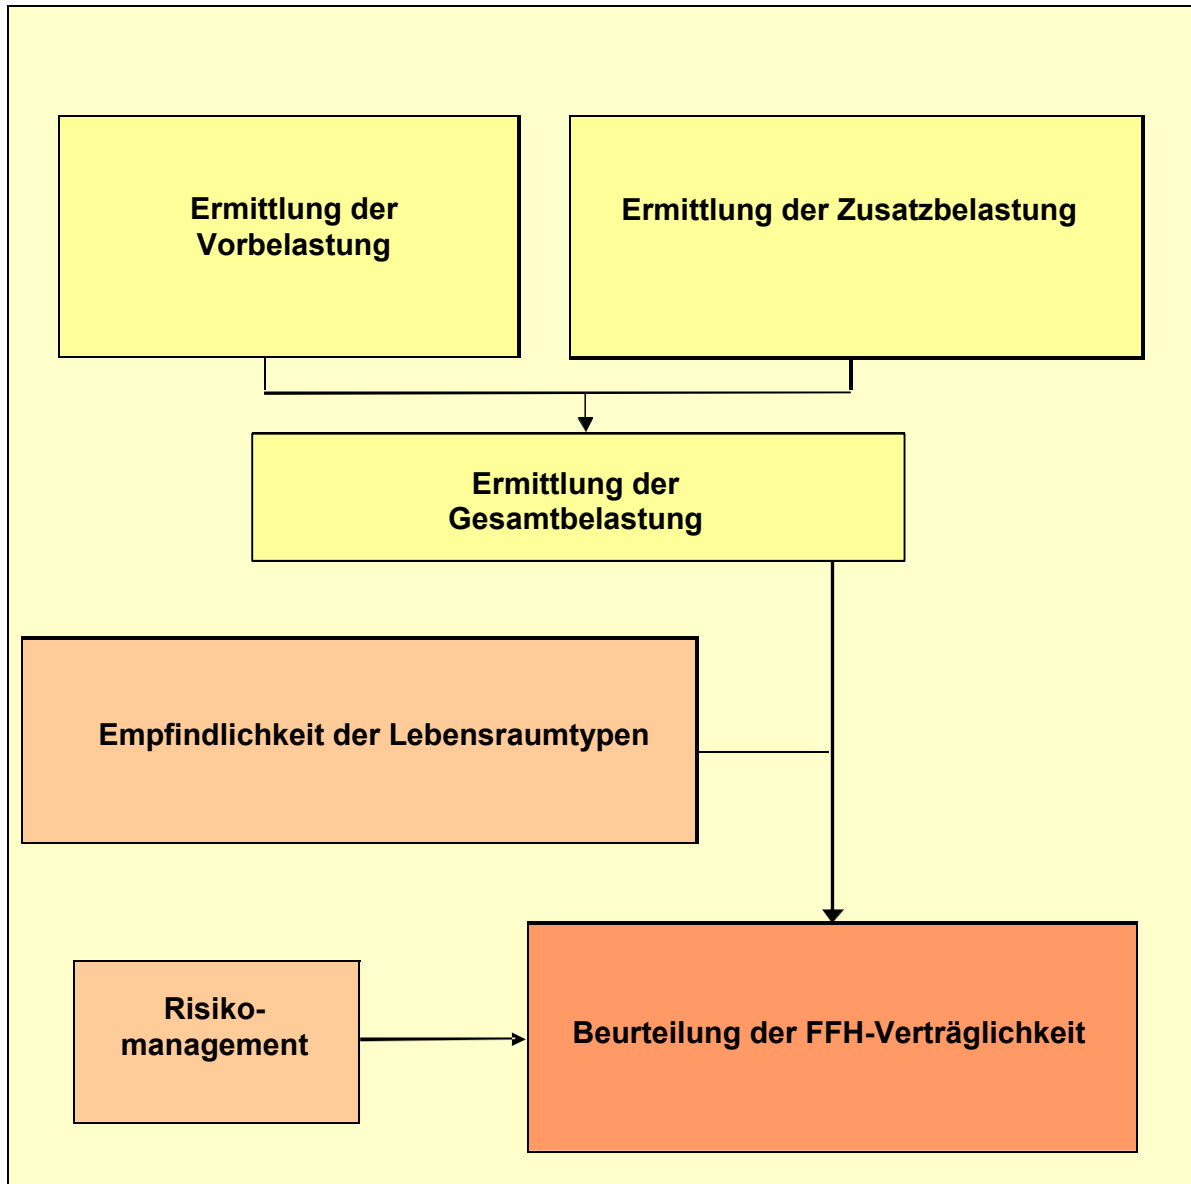 Ermittlung der
Vorbelastung
Ermittlung der Zusatzbelastung
Ermittlung der
Gesamtbelastung
Empfindlichkeit der Lebensraumtypen
Risiko-
management
Beurteilung der FFH-Verträglichkeit